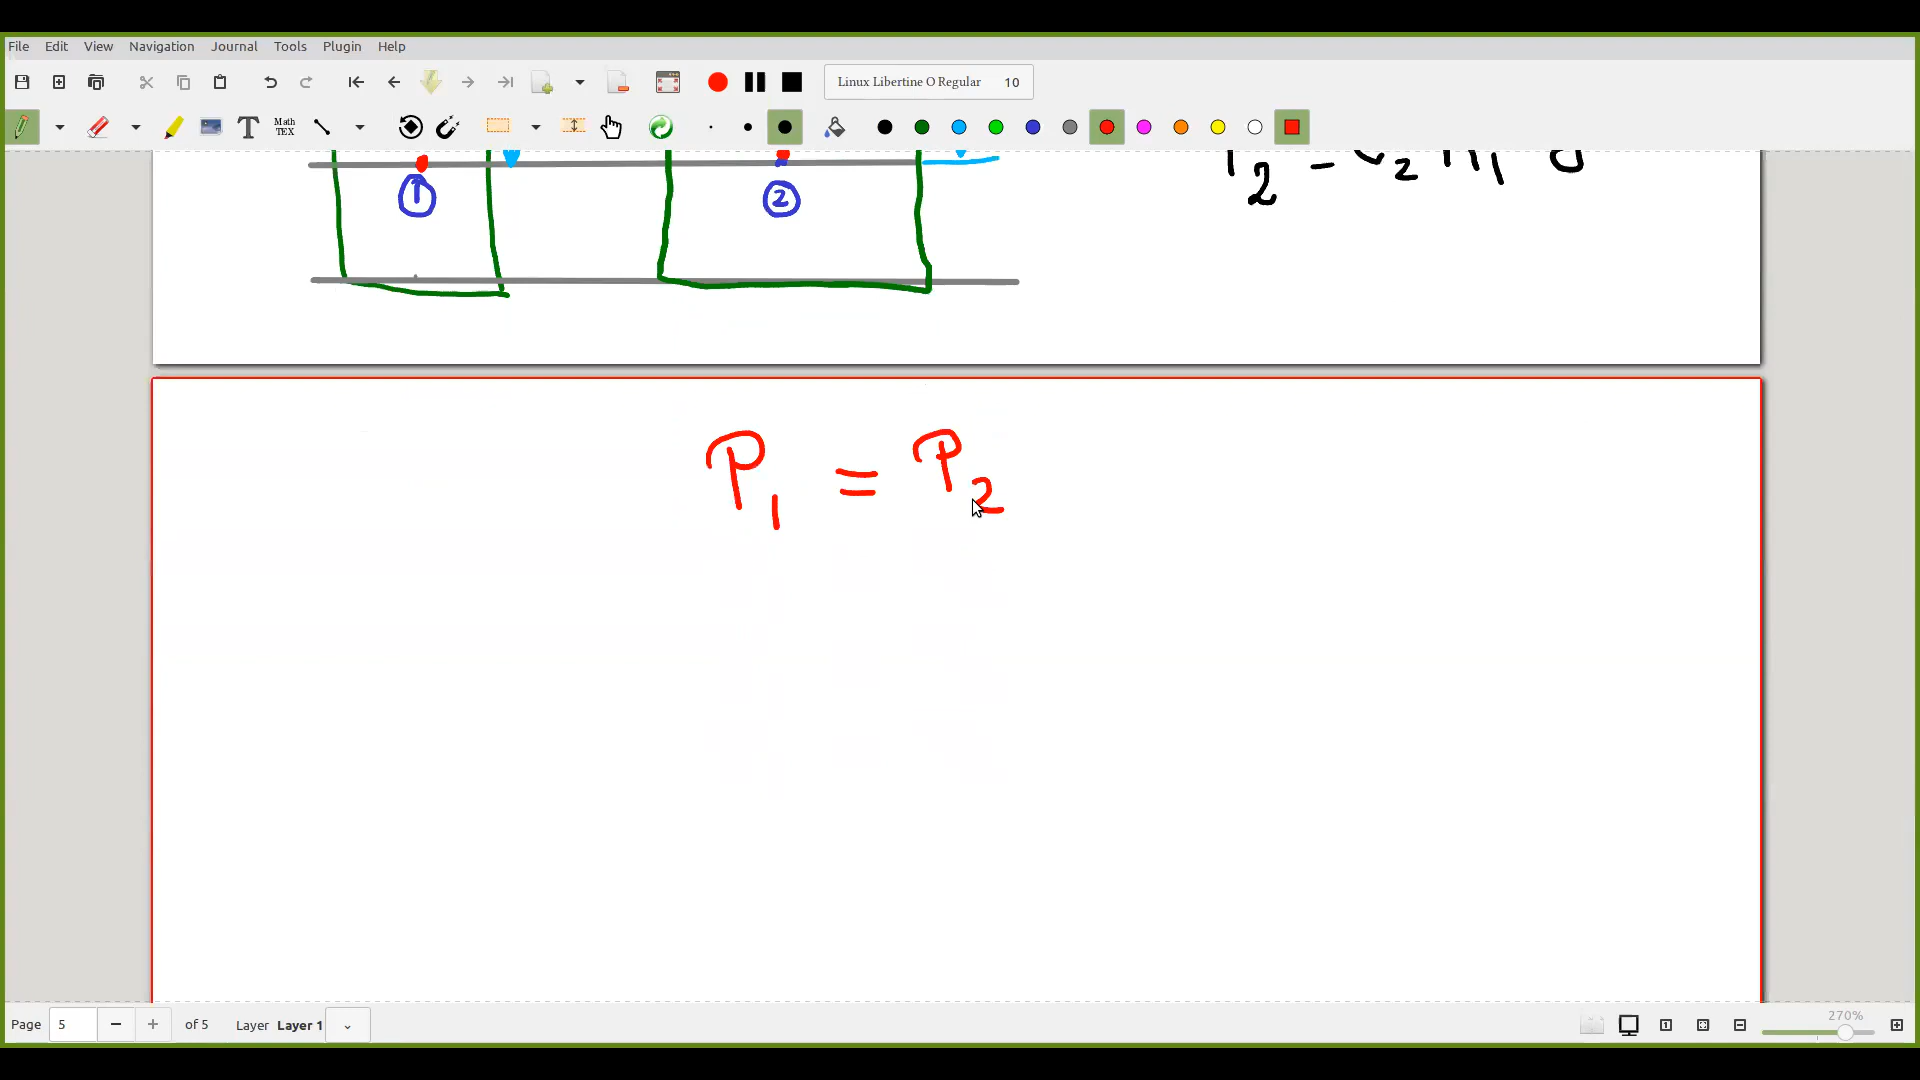 File Edit View Navigation Journal Tools Plugin Help
Linux Libertine O Regular 10
T Math TEX
1 2
P1 = P2
Page 5 of 5 Layer Layer 1 270%